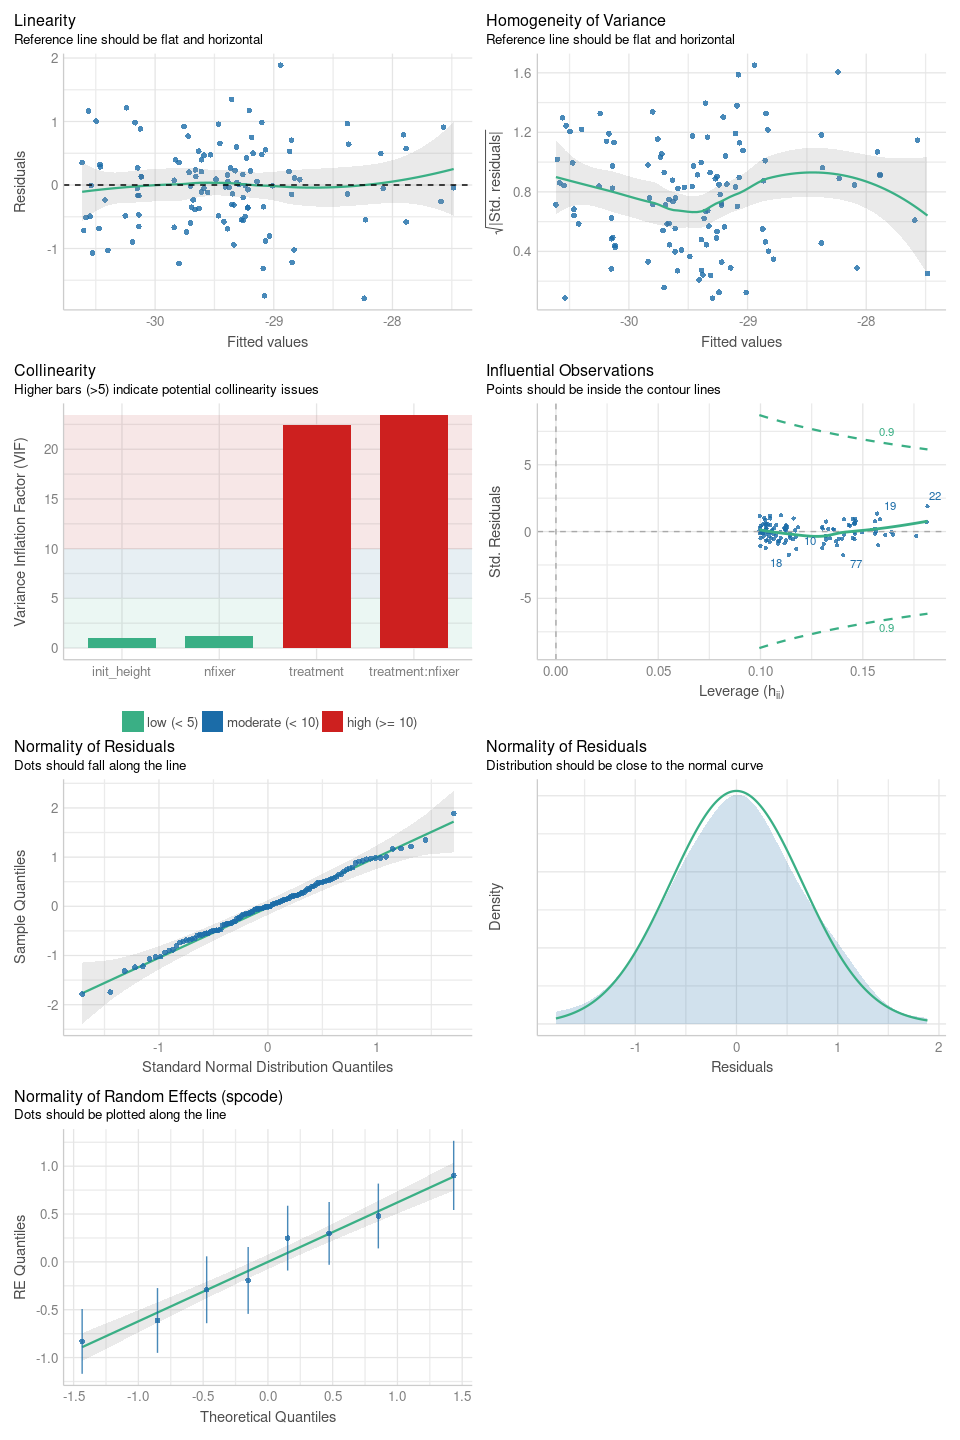 Linearity
Reference line should be flat and horizontal
2
1
0
-1
Residuals
-30
-29
-28
Fitted values
Homogeneity of Variance
Reference line should be flat and horizontal
1.6
1.2
0.8
0.4
√|Std. residuals|
-30
-29
-28
Fitted values
Collinearity
Higher bars (>5) indicate potential collinearity issues
20
15
10
5
0
Variance Inflation Factor (VIF)
init_height
nfixer
treatment
treatment:nfixer
low (< 5)
moderate (< 10)
high (>= 10)
Influential Observations
Points should be inside the contour lines
5
0
-5
Std. Residuals
0.9
22
19
10
18
77
0.9
0.00
0.05
0.10
0.15
Leverage (hii)
Normality of Residuals
Dots should fall along the line
2
1
0
-1
-2
Sample Quantiles
-1
0
1
Standard Normal Distribution Quantiles
Normality of Residuals
Distribution should be close to the normal curve
Density
-1
0
1
2
Residuals
Normality of Random Effects (spcode)
Dots should be plotted along the line
1.0
0.5
0.0
-0.5
-1.0
RE Quantiles
-1.5
-1.0
-0.5
0.0
0.5
1.0
1.5
Theoretical Quantiles